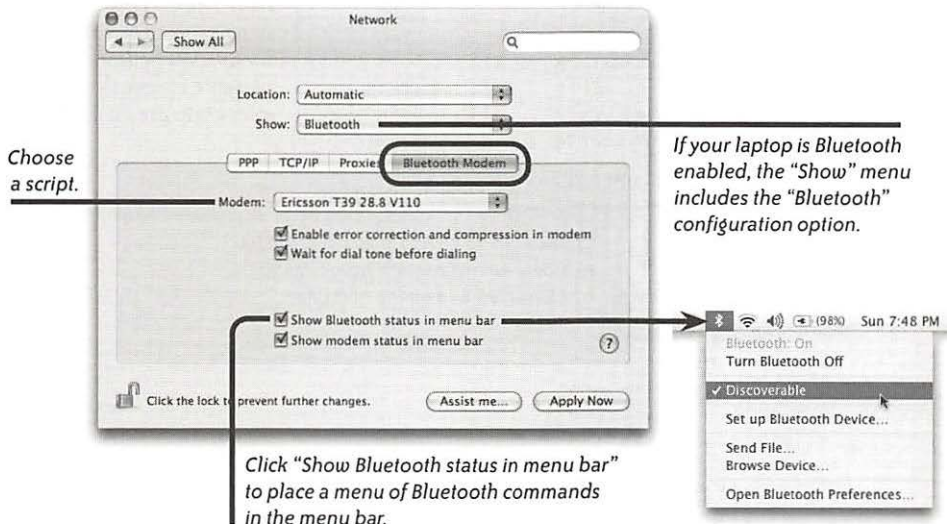 Network
Show All
Location: Automatic
Show: Bluetooth
PPP TCP/IP Proxie Bluetooth Modem
Choose
a script.
Modem: Ericsson T39 28.8 V110
Enable error correction and compression in modem
Wait for dial tone before dialing
Show Bluetooth status in menu bar
Show modem status in menu bar
?
Click the lock to prevent further changes.
Assist me... Apply Now
If your laptop is Bluetooth
enabled, the “Show” menu
includes the “Bluetooth”
configuration option.
(98%) Sun 7:48 PM
Bluetooth: On
Turn Bluetooth Off
✓ Discoverable
Set up Bluetooth Device...
Send File...
Browse Device...
Open Bluetooth Preferences...
Click “Show Bluetooth status in menu bar”
to place a menu of Bluetooth commands
in the menu bar.